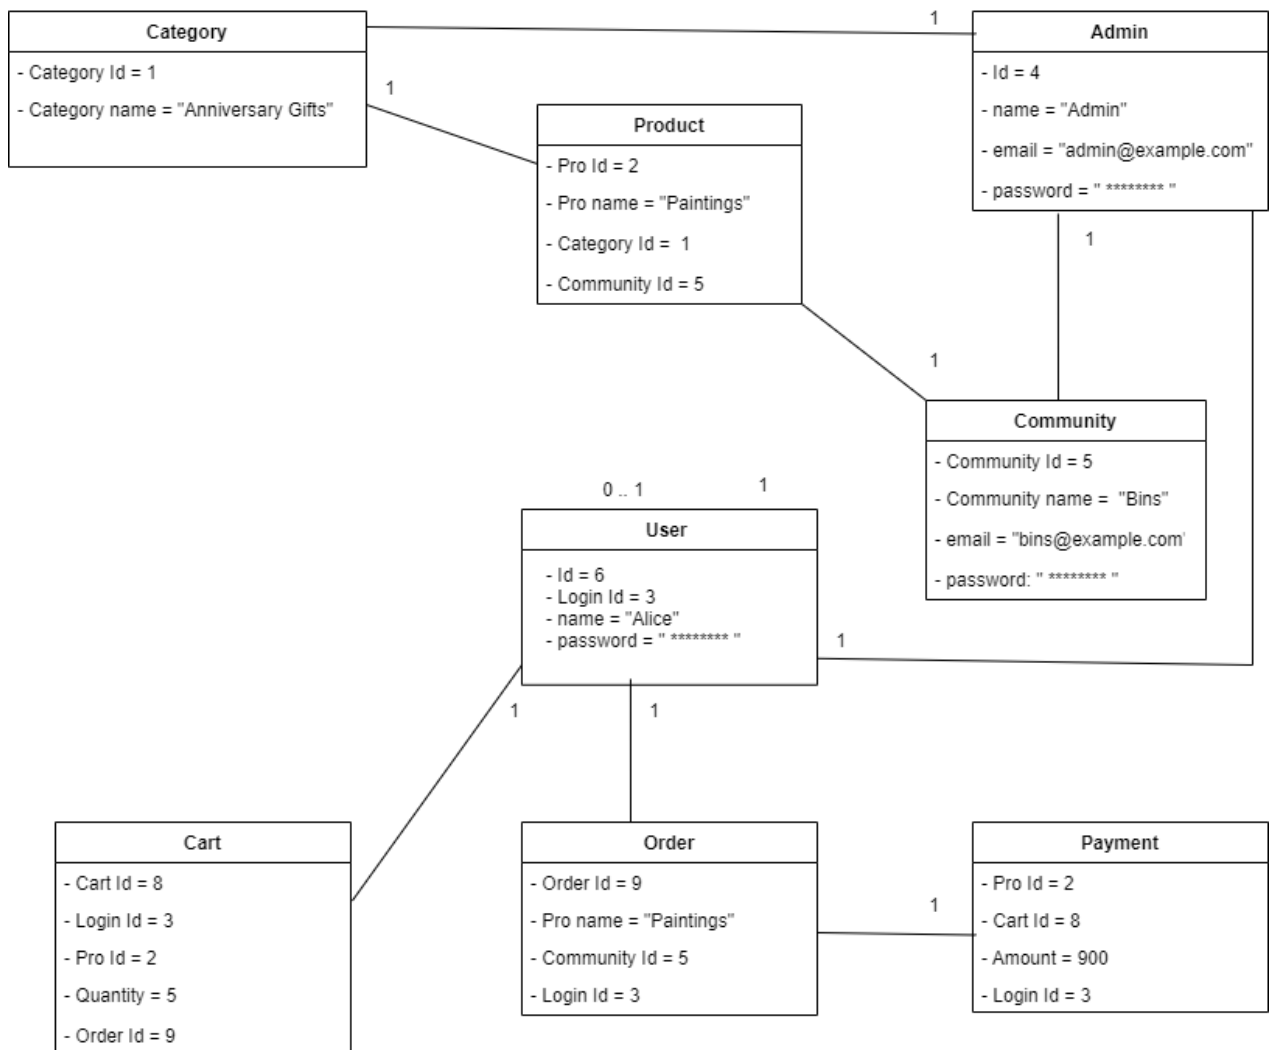 Category
- Category Id = 1
- Category name = "Anniversary Gifts"
1
1
Admin
- Id = 4
- name = "Admin"
- email = "admin@example.com"
- password = " ******** "
1
Product
- Pro Id = 2
- Pro name = "Paintings"
- Category Id =  1
- Community Id = 5
1
Community
- Community Id = 5
- Community name =  "Bins"
- email = "bins@example.com'
- password: " ******** "
0 .. 1
1
User
- Id = 6
- Login Id = 3
- name = "Alice"
- password = " ******** "
1
1
1
Cart
- Cart Id = 8
- Login Id = 3
- Pro Id = 2
- Quantity = 5
- Order Id = 9
Order
- Order Id = 9
- Pro name = "Paintings"
- Community Id = 5
- Login Id = 3
1
Payment
- Pro Id = 2
- Cart Id = 8
- Amount = 900
- Login Id = 3